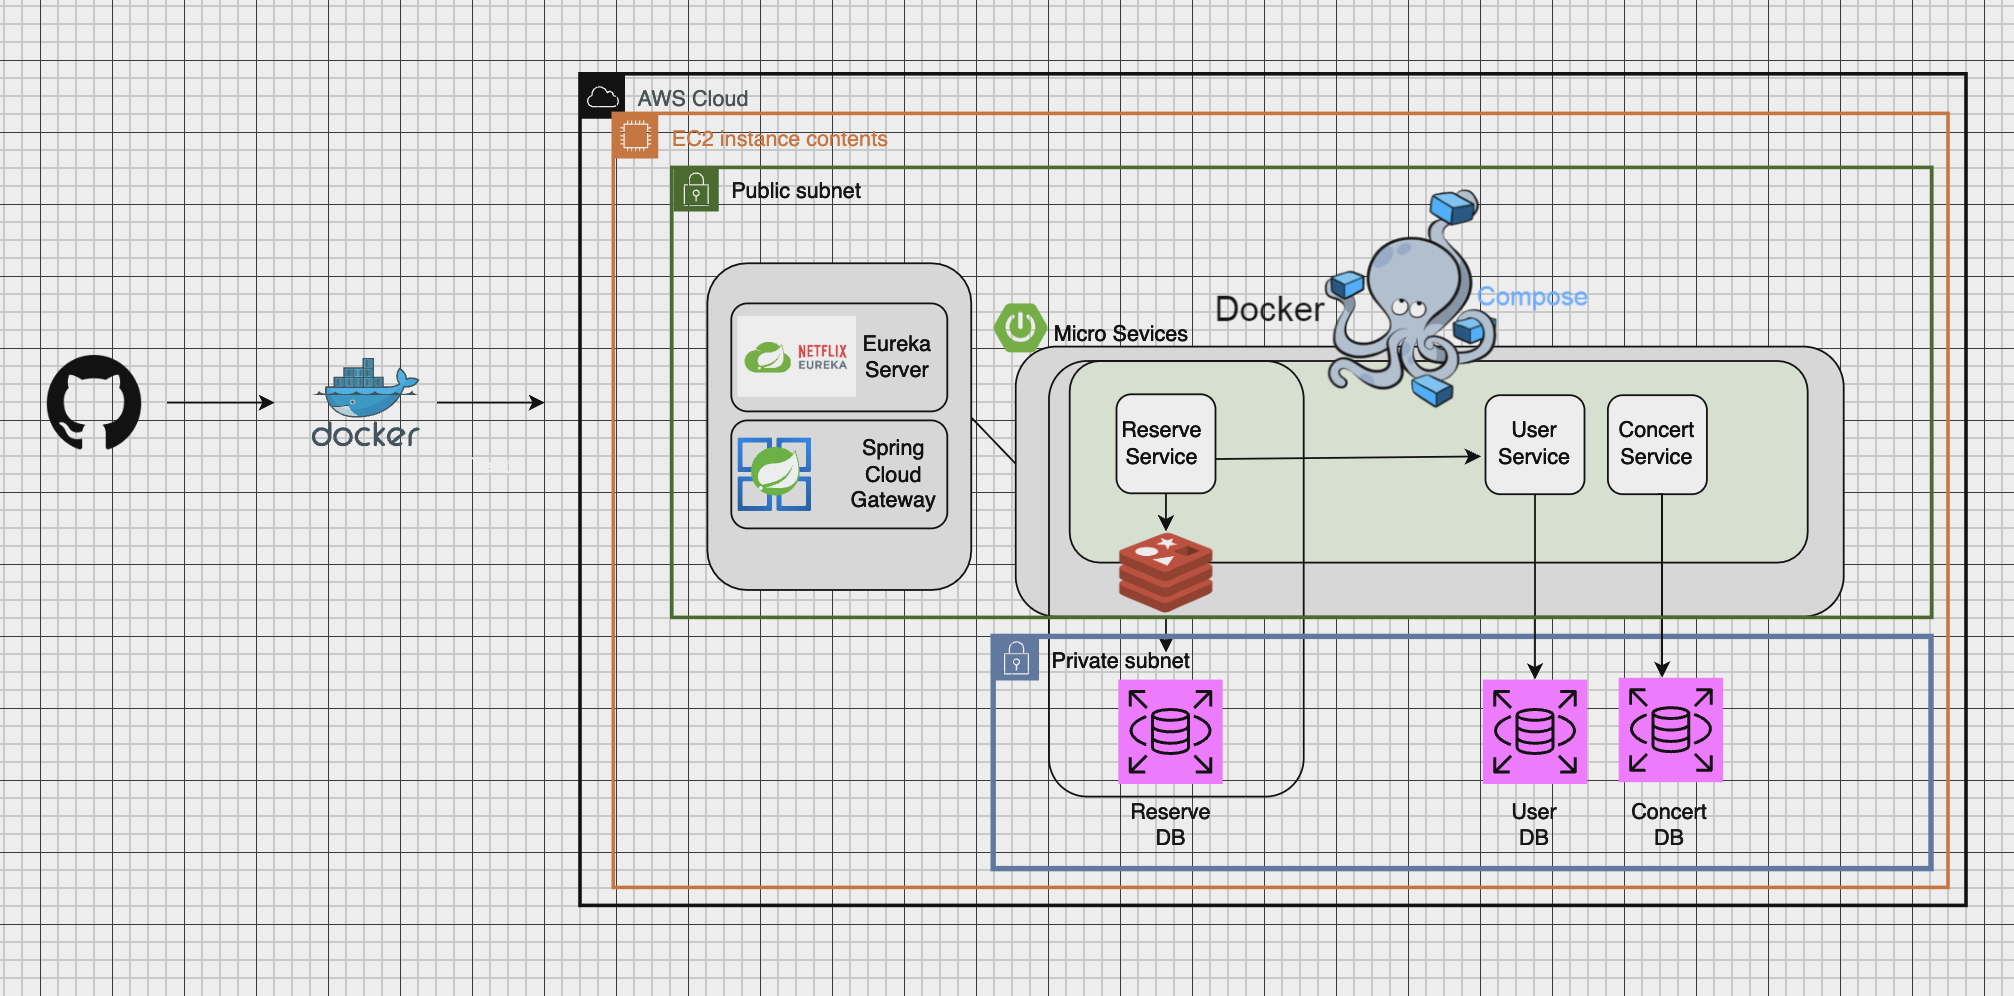 AWS Cloud
EC2 instance contents
Public subnet
Docker
Compose
Micro Sevices
NETFLIX
EUREKA
Eureka
Server
Spring
Cloud
Gateway
docker
Reserve
Service
User
Service
Concert
Service
Private subnet
Reserve
DB
User
DB
Concert
DB